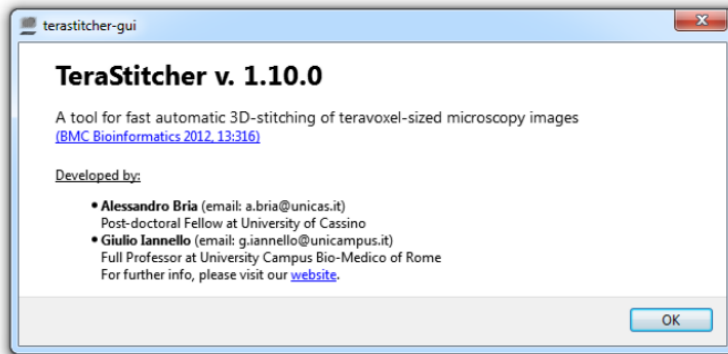 terastitcher-gui
TeraStitcher v. 1.10.0
A tool for fast automatic 3D-stitching of teravoxel-sized microscopy images
(BMC Bioinformatics 2012, 13:316)
Developed by:
• Alessandro Bria (email: a.bria@unicas.it)
Post-doctoral Fellow at University of Cassino
• Giulio Iannello (email: g.iannello@unicampus.it)
Full Professor at University Campus Bio-Medico of Rome
For further info, please visit our website.
OK